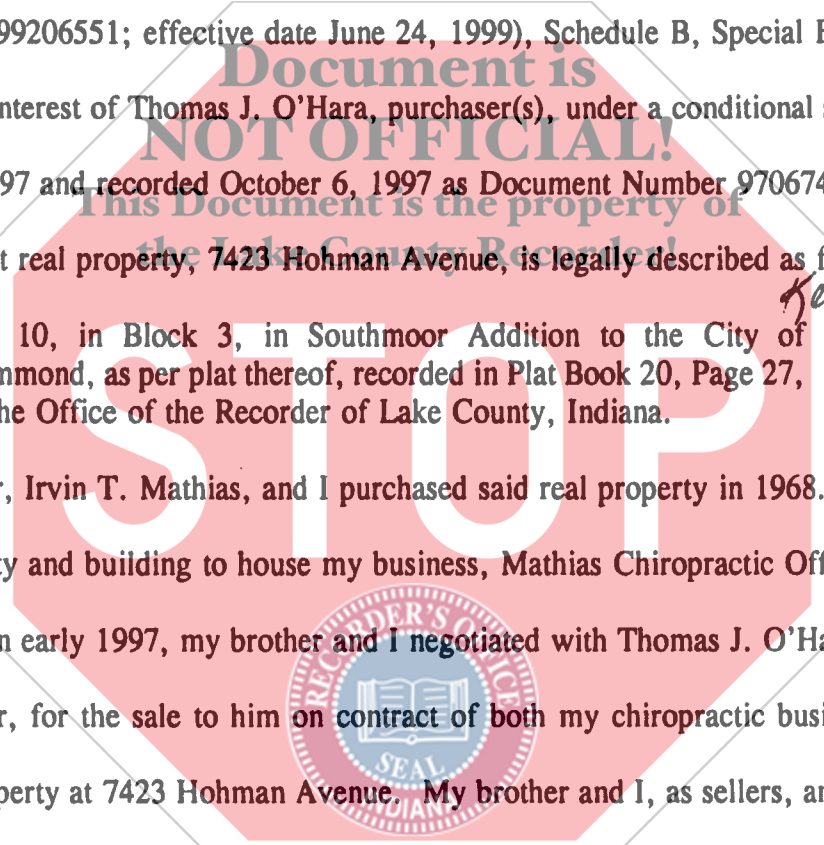 99206551; effective date June 24, 1999), Schedule B, Special E
Document is
nterest of Thomas J. O'Hara, purchaser(s), under a conditional s
NOT OFFICIAL!
97 and recorded October 6, 1997 as Document Number 970674
This Document is the property of
the Lake County Recorder!
t real property, 7423 Hohman Avenue, is legally described as f
Ke
10, in Block 3, in Southmoor Addition to the City of
mmond, as per plat thereof, recorded in Plat Book 20, Page 27,
he Office of the Recorder of Lake County, Indiana.
STOP
r, Irvin T. Mathias, and I purchased said real property in 1968.
ty and building to house my business, Mathias Chiropractic Off
n early 1997, my brother and I negotiated with Thomas J. O'Ha
r, for the sale to him on contract of both my chiropractic busi
perty at 7423 Hohman Avenue. My brother and I, as sellers, an
RECORDER'S OFFICE
SEAL
INDIANA